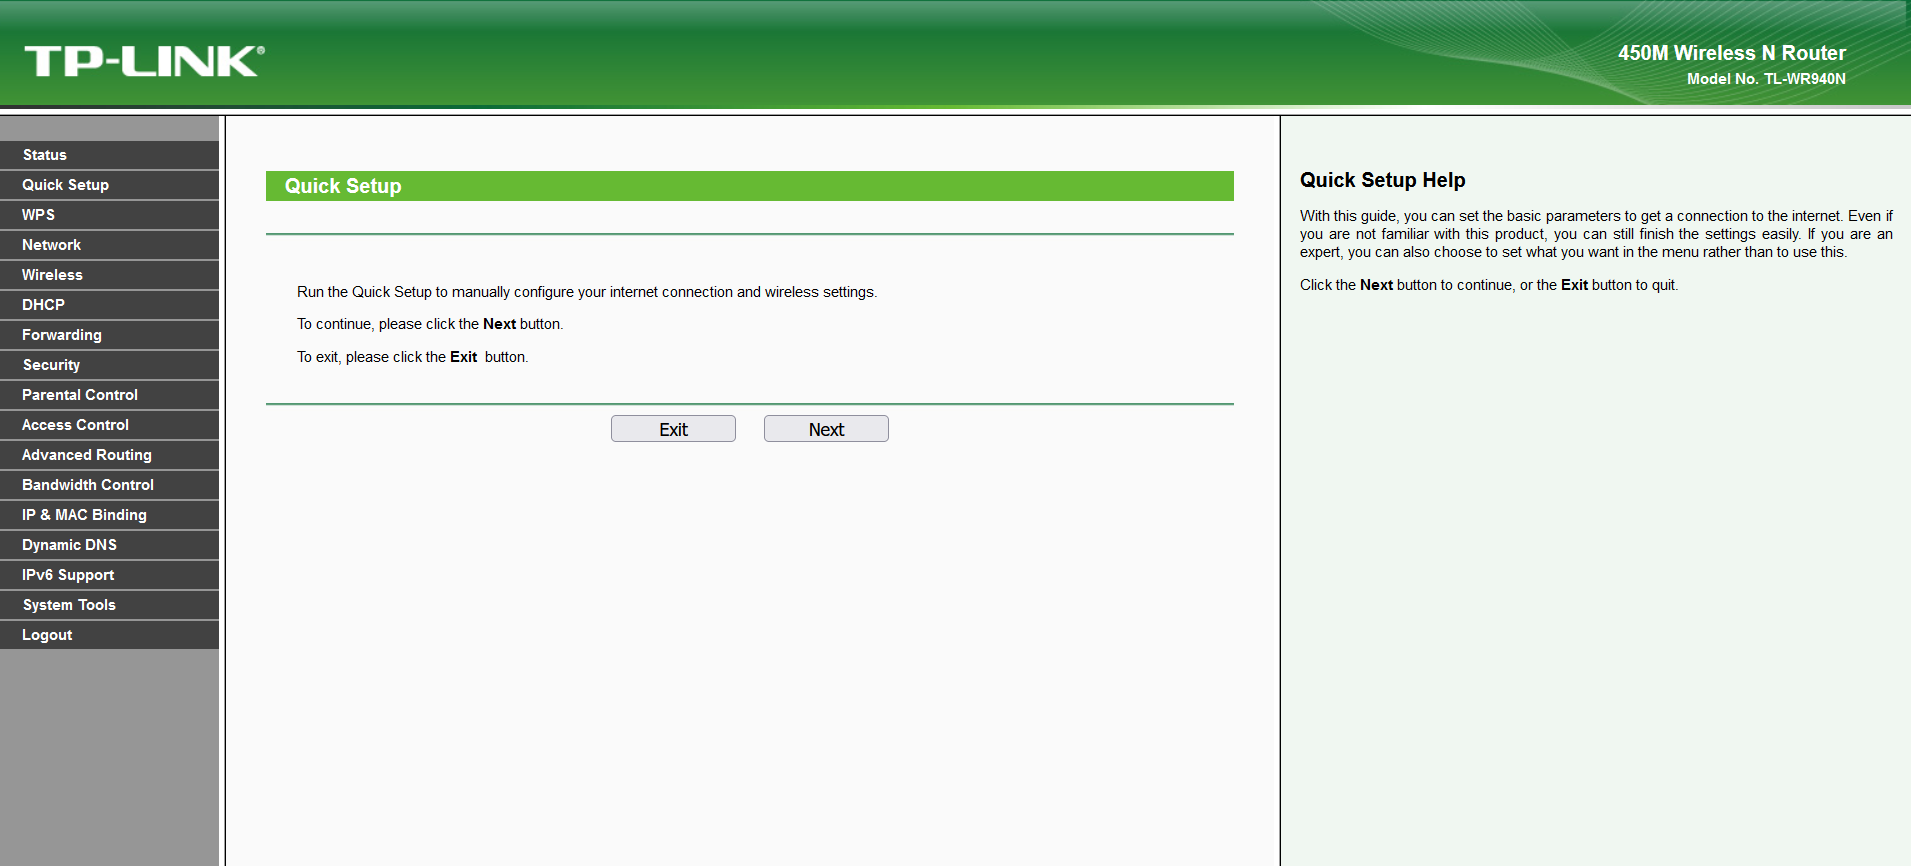 TP-LINK®
450M Wireless N Router
Model No. TL-WR940N
Status
Quick Setup
WPS
Network
Wireless
DHCP
Forwarding
Security
Parental Control
Access Control
Advanced Routing
Bandwidth Control
IP & MAC Binding
Dynamic DNS
IPv6 Support
System Tools
Logout
Quick Setup
Run the Quick Setup to manually configure your internet connection and wireless settings.
To continue, please click the Next button.
To exit, please click the Exit button.
Exit
Next
Quick Setup Help
With this guide, you can set the basic parameters to get a connection to the internet. Even if
you are not familiar with this product, you can still finish the settings easily. If you are an
expert, you can also choose to set what you want in the menu rather than to use this.
Click the Next button to continue, or the Exit button to quit.